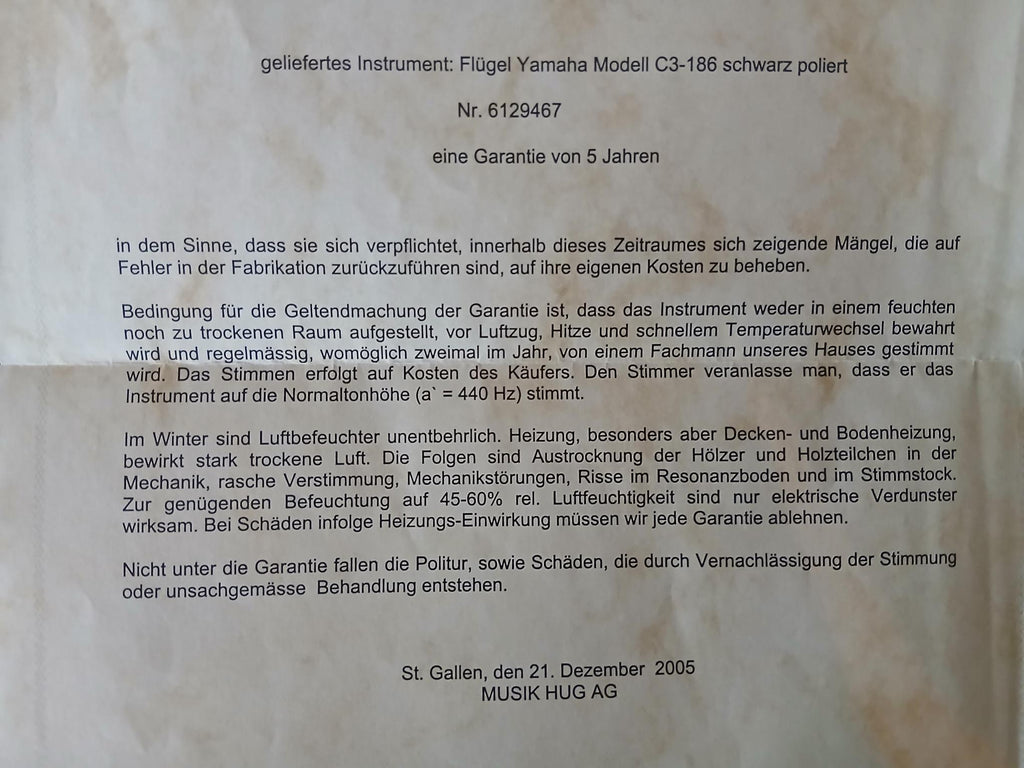 geliefertes Instrument: Flügel Yamaha Modell C3-186 schwarz poliert
Nr. 6129467
eine Garantie von 5 Jahren
in dem Sinne, dass sie sich verpflichtet, innerhalb dieses Zeitraumes sich zeigende Mängel, die auf
Fehler in der Fabrikation zurückzuführen sind, auf ihre eigenen Kosten zu beheben.
Bedingung für die Geltendmachung der Garantie ist, dass das Instrument weder in einem feuchten
noch zu trockenen Raum aufgestellt, vor Luftzug, Hitze und schnellem Temperaturwechsel bewahrt
wird und regelmässig, womöglich zweimal im Jahr, von einem Fachmann unseres Hauses gestimmt
wird. Das Stimmen erfolgt auf Kosten des Käufers. Den Stimmer veranlasse man, dass er das
Instrument auf die Normaltonhöhe (a` = 440 Hz) stimmt.
Im Winter sind Luftbefeuchter unentbehrlich. Heizung, besonders aber Decken- und Bodenheizung,
bewirkt stark trockene Luft. Die Folgen sind Austrocknung der Hölzer und Holzteilchen in der
Mechanik, rasche Verstimmung, Mechanikstörungen, Risse im Resonanzboden und im Stimmstock.
Zur genügenden Befeuchtung auf 45-60% rel. Luftfeuchtigkeit sind nur elektrische Verdunster
wirksam. Bei Schäden infolge Heizungs-Einwirkung müssen wir jede Garantie ablehnen.
Nicht unter die Garantie fallen die Politur, sowie Schäden, die durch Vernachlässigung der Stimmung
oder unsachgemässe Behandlung entstehen.
St. Gallen, den 21. Dezember 2005
MUSIK HUG AG